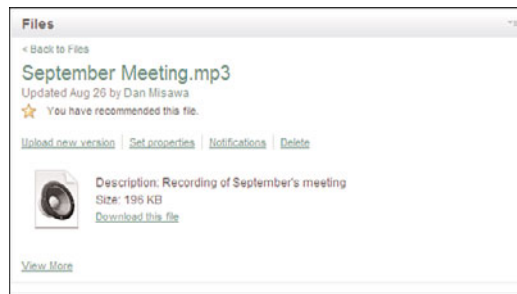 Files
< Back to Files
September Meeting.mp3
Updated Aug 26 by Dan Misawa
You have recommended this file.
Upload new version | Set properties | Notifications | Delete
Description: Recording of September's meeting
Size: 196 KB
Download this file
View More